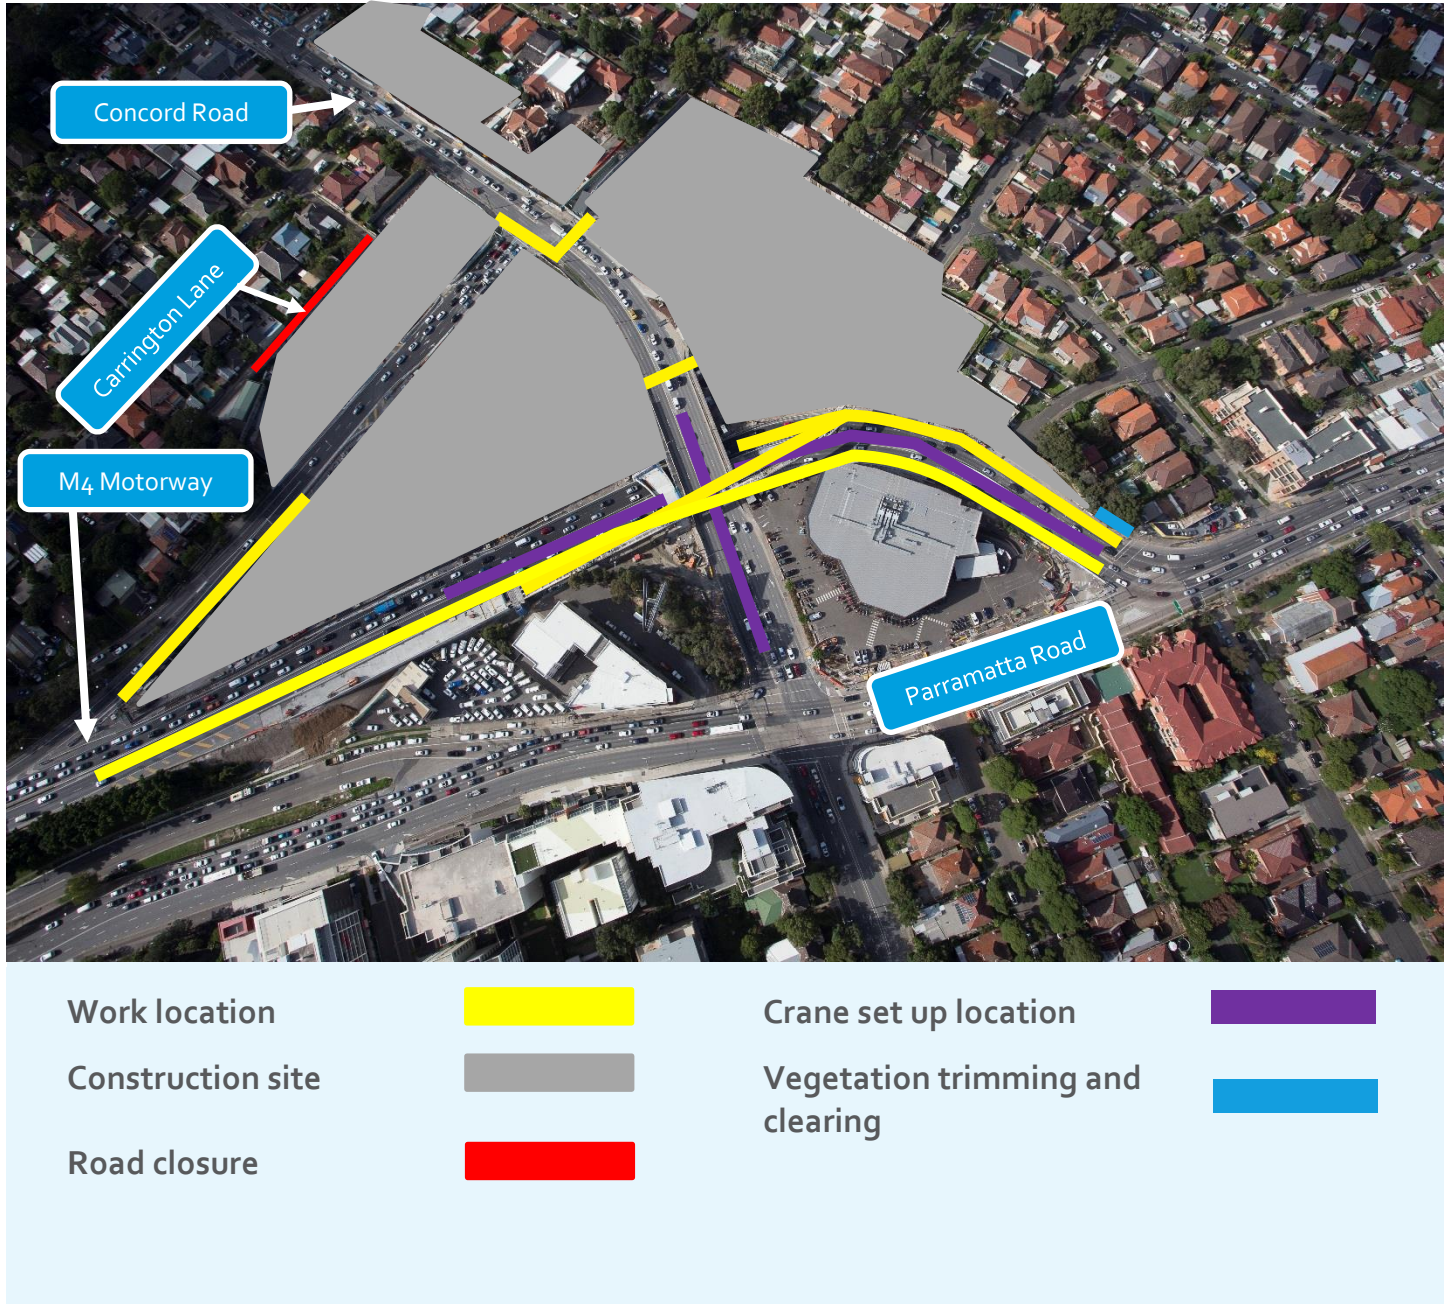 Concord Road
Carrington Lane
M4 Motorway
Parramatta Road
Work location
Crane set up location
Construction site
Vegetation trimming and
clearing
Road closure